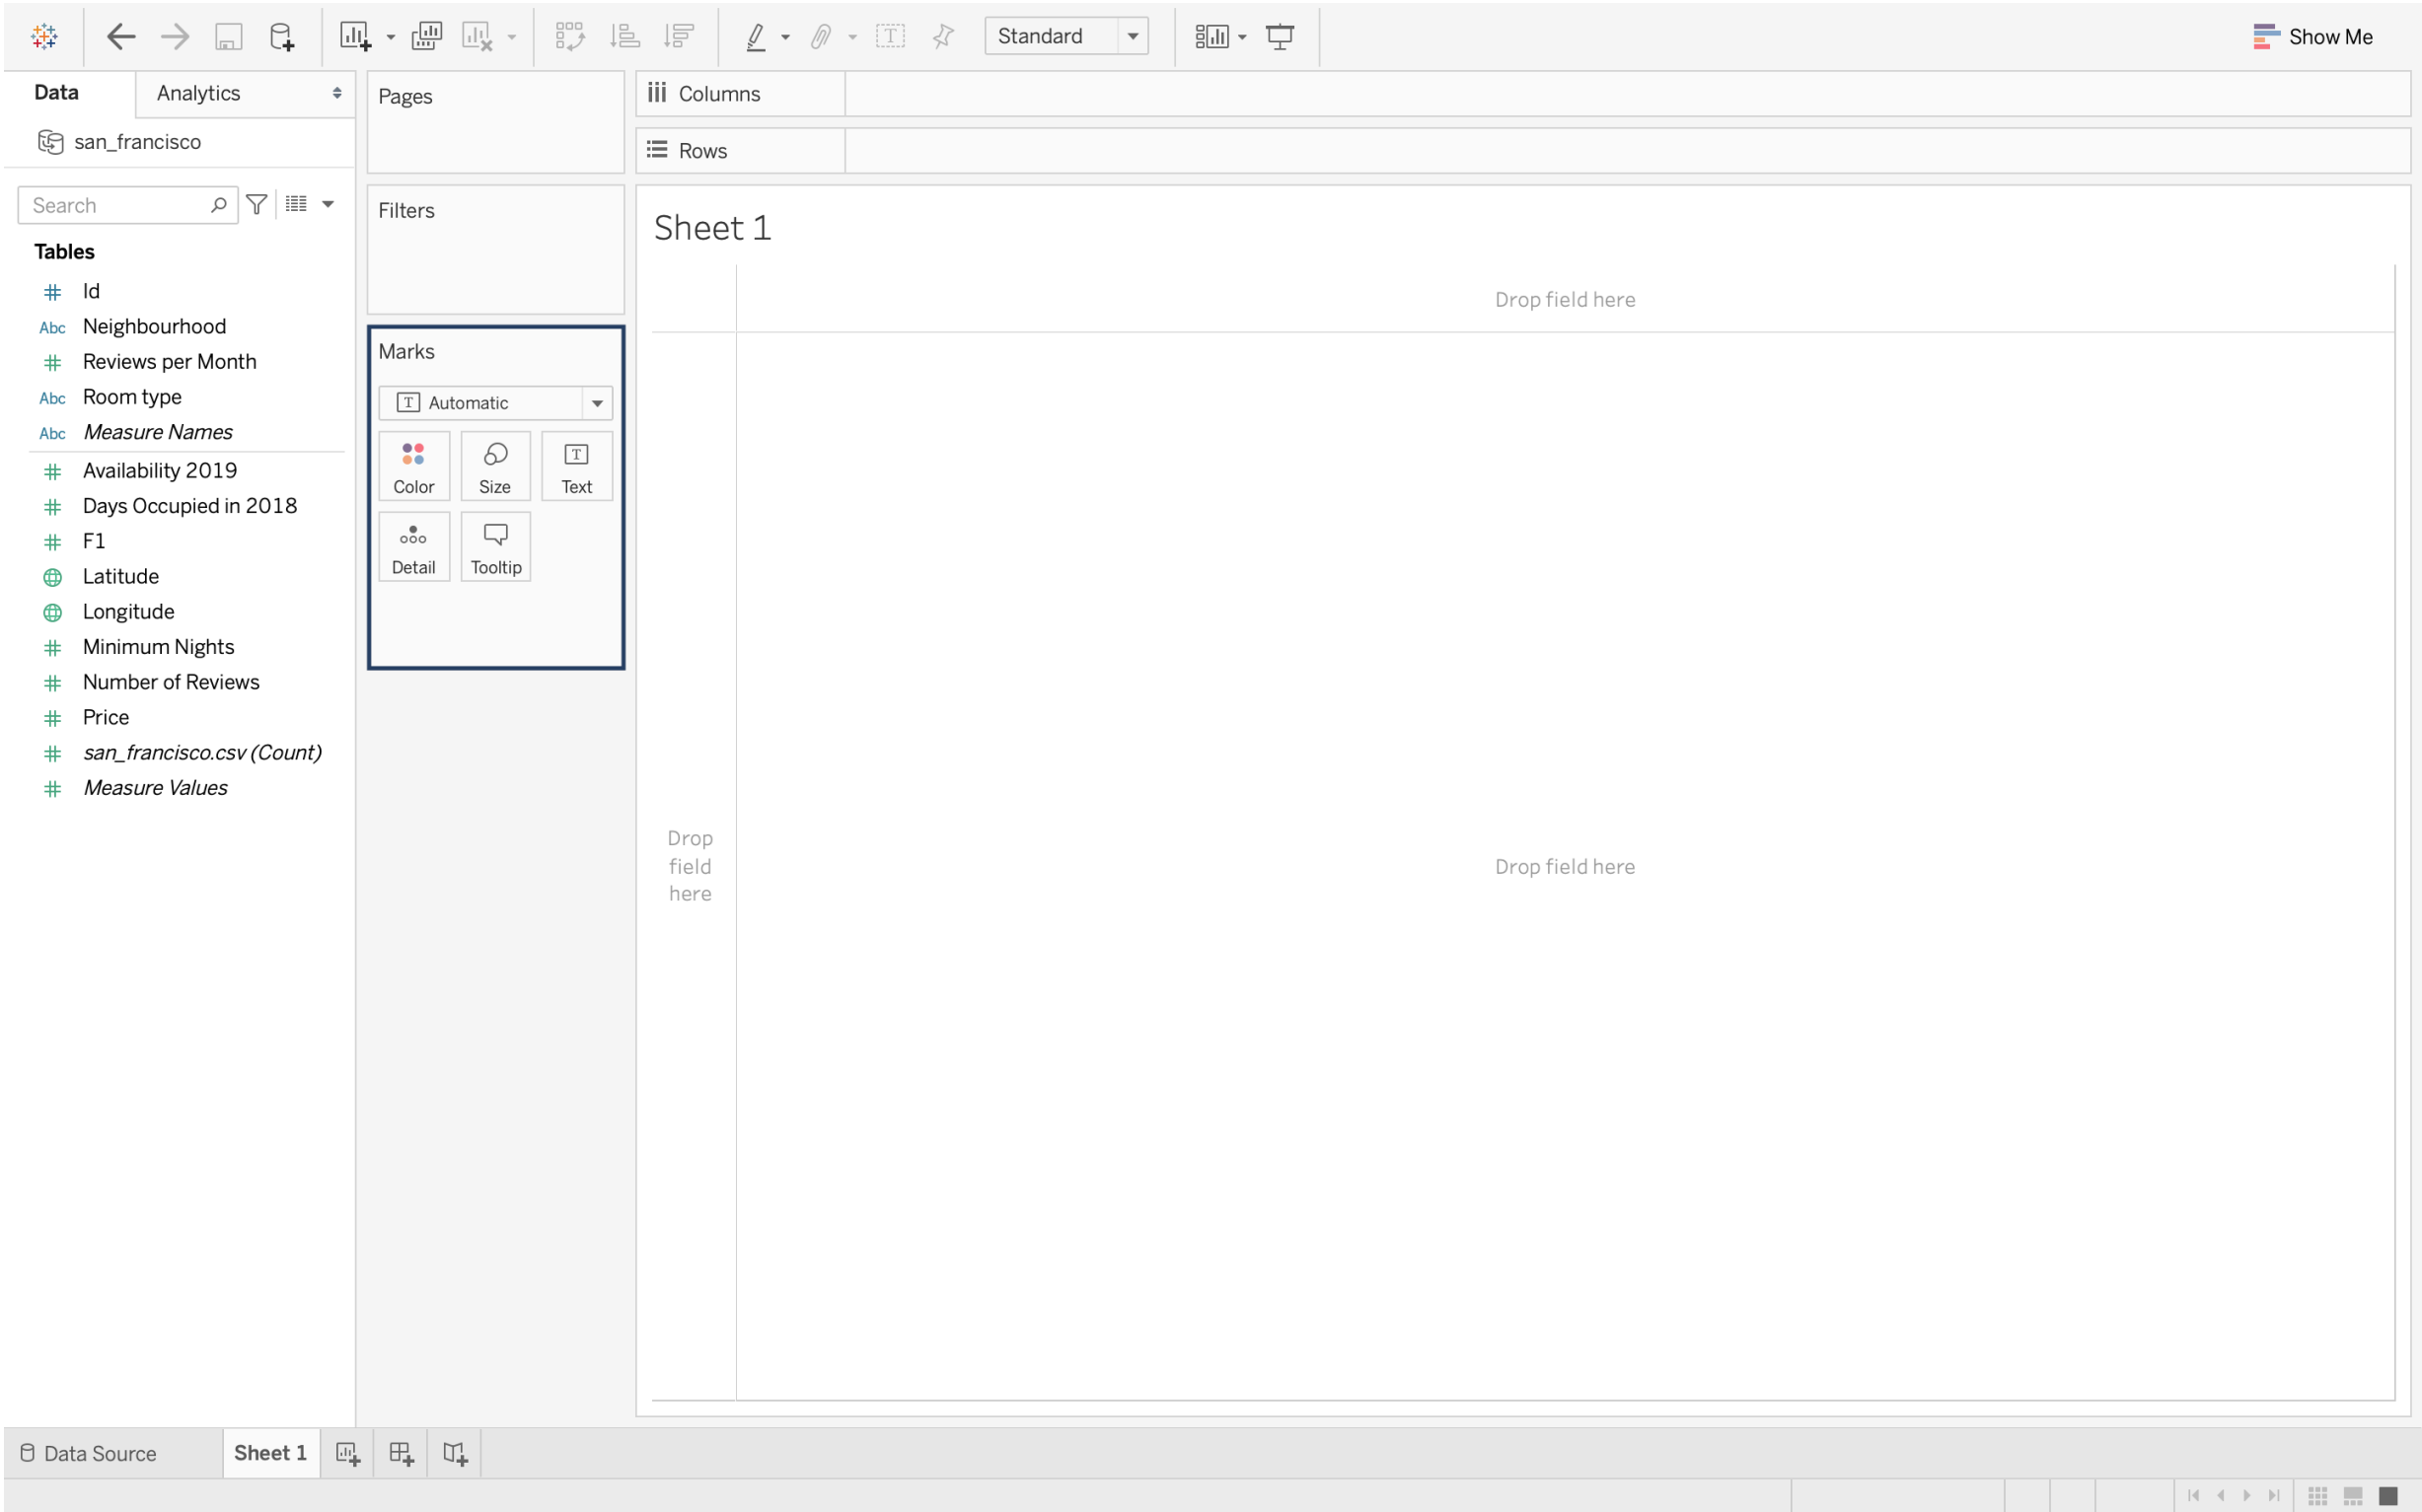 Standard
Show Me
Data
Analytics
san_francisco
Search
Tables
# Id
Abc Neighbourhood
# Reviews per Month
Abc Room type
Abc Measure Names
# Availability 2019
# Days Occupied in 2018
# F1
Latitude
Longitude
# Minimum Nights
# Number of Reviews
# Price
# san_francisco.csv (Count)
# Measure Values
Pages
Filters
Marks
T Automatic
Color
Size
T Text
Detail
Tooltip
Columns
Rows
Sheet 1
Drop field here
Drop
field
here
Drop field here
Data Source
Sheet 1